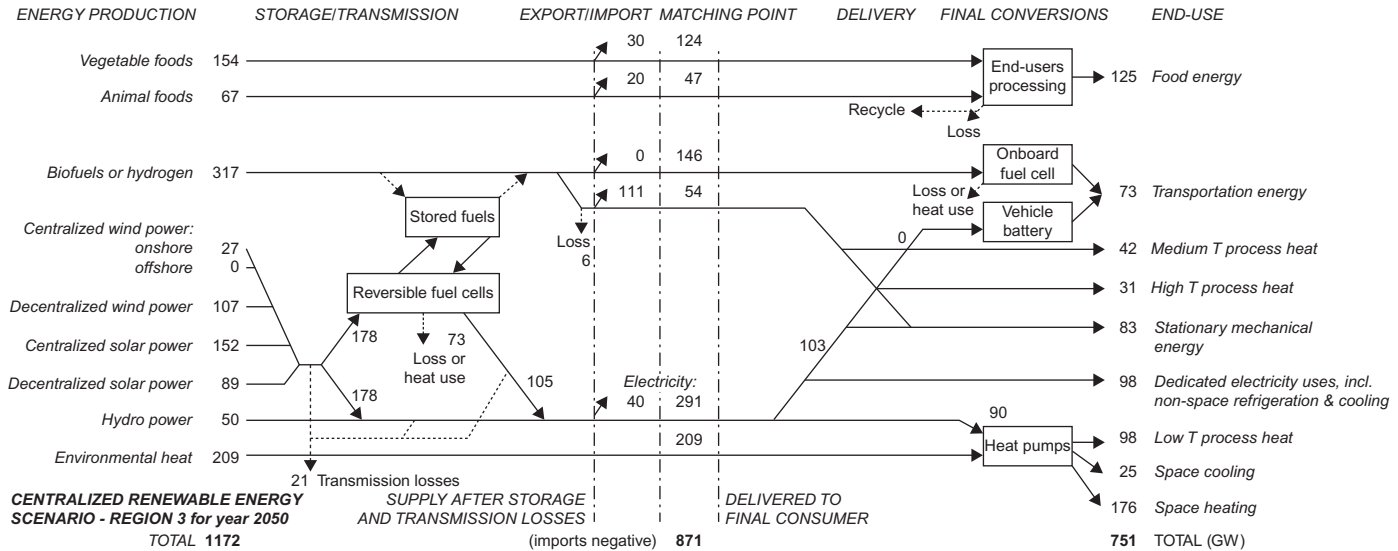 ENERGY PRODUCTION STORAGE/TRANSMISSION EXPORT/IMPORT MATCHING POINT DELIVERY FINAL CONVERSIONS END-USE
30 124
Vegetable foods 154
End-users
processing
125 Food energy
20 47
Animal foods 67
Recycle
Loss
0 146
Biofuels or hydrogen 317
Onboard
fuel cell
111 54
Loss or
heat use
73 Transportation energy
Stored fuels
Vehicle
battery
Centralized wind power:
onshore 27
offshore 0
Loss
6
0
42 Medium T process heat
Reversible fuel cells
31 High T process heat
Decentralized wind power 107
178
73
Loss or
heat use
83 Stationary mechanical
energy
Centralized solar power 152
103
Decentralized solar power 89
105
Electricity:
98 Dedicated electricity uses, incl.
non-space refrigeration & cooling
178
40 291
Hydro power 50
90
209
Heat pumps
98 Low T process heat
Environmental heat 209
25 Space cooling
21 Transmission losses
176 Space heating
CENTRALIZED RENEWABLE ENERGY
SCENARIO - REGION 3 for year 2050
SUPPLY AFTER STORAGE
AND TRANSMISSION LOSSES
DELIVERED TO
FINAL CONSUMER
TOTAL 1172 (imports negative) 871 751 TOTAL (GW)